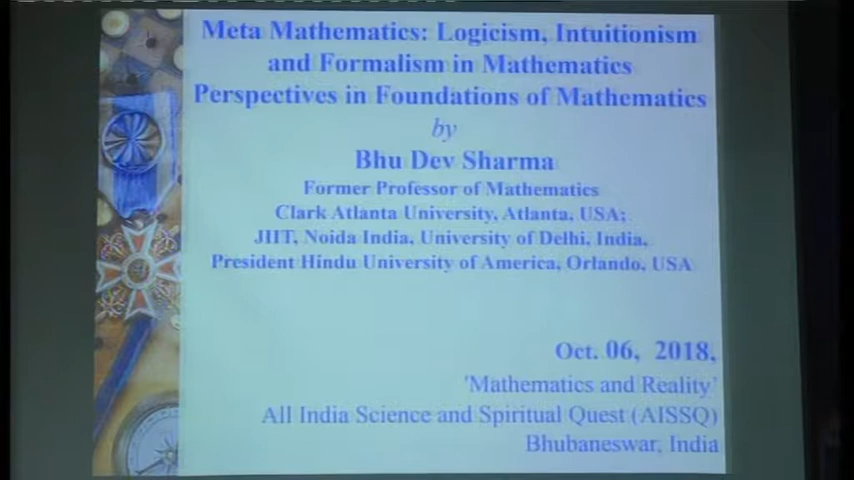 Meta Mathematics: Logicism, Intuitionism
and Formalism in Mathematics
Perspectives in Foundations of Mathematics
by
Bhu Dev Sharma
Former Professor of Mathematics
Clark Atlanta University, Atlanta, USA;
JIIT, Noida India, University of Delhi, India,
President Hindu University of America, Orlando, USA
Oct. 06, 2018,
'Mathematics and Reality'
All India Science and Spiritual Quest (AISSQ)
Bhubaneswar, India